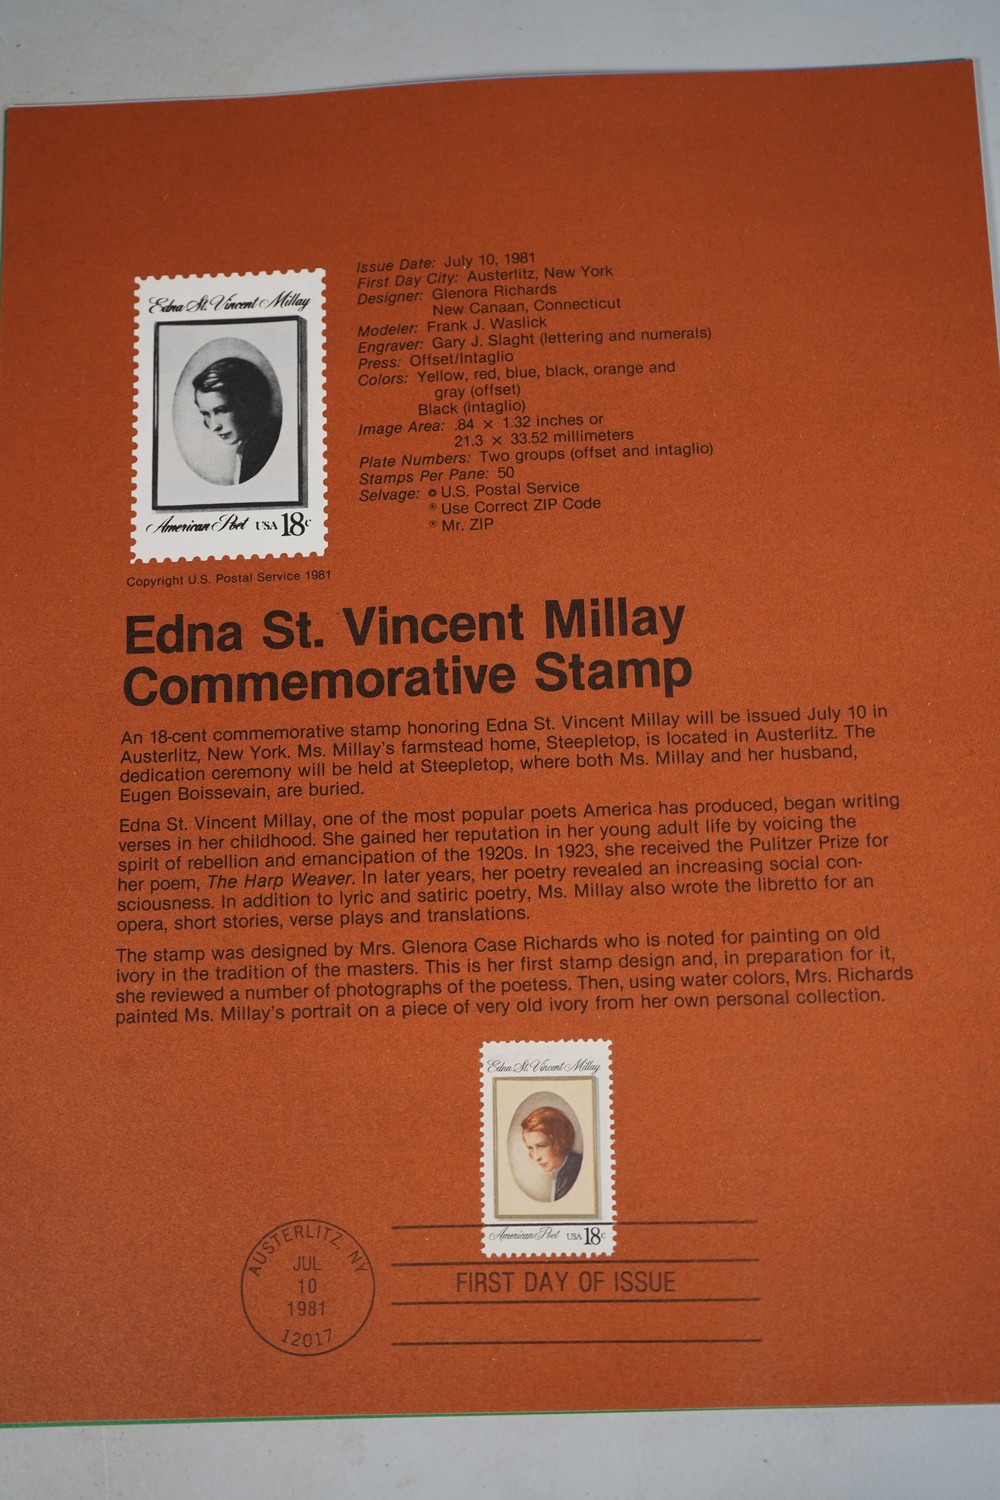 Edna St. Vincent Millay
American Poet USA 18c
Copyright U.S. Postal Service 1981
Issue Date: July 10, 1981
First Day City: Austerlitz, New York
Designer: Glenora Richards
New Canaan, Connecticut
Modeler: Frank J. Waslick
Engraver: Gary J. Slaght (lettering and numerals)
Press: Offset/Intaglio
Colors: Yellow, red, blue, black, orange and
gray (offset)
Black (intaglio)
Image Area: .84 × 1.32 inches or
21.3 × 33.52 millimeters
Plate Numbers: Two groups (offset and intaglio)
Stamps Per Pane: 50
Selvage: ® U.S. Postal Service
® Use Correct ZIP Code
® Mr. ZIP
Edna St. Vincent Millay
Commemorative Stamp
An 18-cent commemorative stamp honoring Edna St. Vincent Millay will be issued July 10 in
Austerlitz, New York. Ms. Millay's farmstead home, Steepletop, is located in Austerlitz. The
dedication ceremony will be held at Steepletop, where both Ms. Millay and her husband,
Eugen Boissevain, are buried.
Edna St. Vincent Millay, one of the most popular poets America has produced, began writing
verses in her childhood. She gained her reputation in her young adult life by voicing the
spirit of rebellion and emancipation of the 1920s. In 1923, she received the Pulitzer Prize for
her poem, The Harp Weaver. In later years, her poetry revealed an increasing social con-
sciousness. In addition to lyric and satiric poetry, Ms. Millay also wrote the libretto for an
opera, short stories, verse plays and translations.
The stamp was designed by Mrs. Glenora Case Richards who is noted for painting on old
ivory in the tradition of the masters. This is her first stamp design and, in preparation for it,
she reviewed a number of photographs of the poetess. Then, using water colors, Mrs. Richards
painted Ms. Millay's portrait on a piece of very old ivory from her own personal collection.
Edna St. Vincent Millay
American Poet USA 18c
AUSTERLITZ, NY
JUL
10
1981
12017
FIRST DAY OF ISSUE